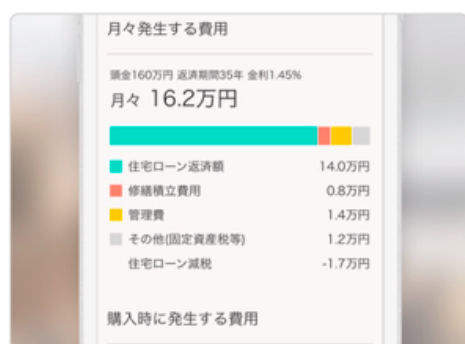 月々発生する費用
頭金160万円 返済期間35年 金利1.45%
月々 16.2万円
住宅ローン返済額 14.0万円
修繕積立費用 0.8万円
管理費 1.4万円
その他(固定資産税等) 1.2万円
住宅ローン減税 -1.7万円
購入時に発生する費用